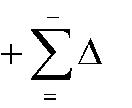 −
+ ∑ Δ
=